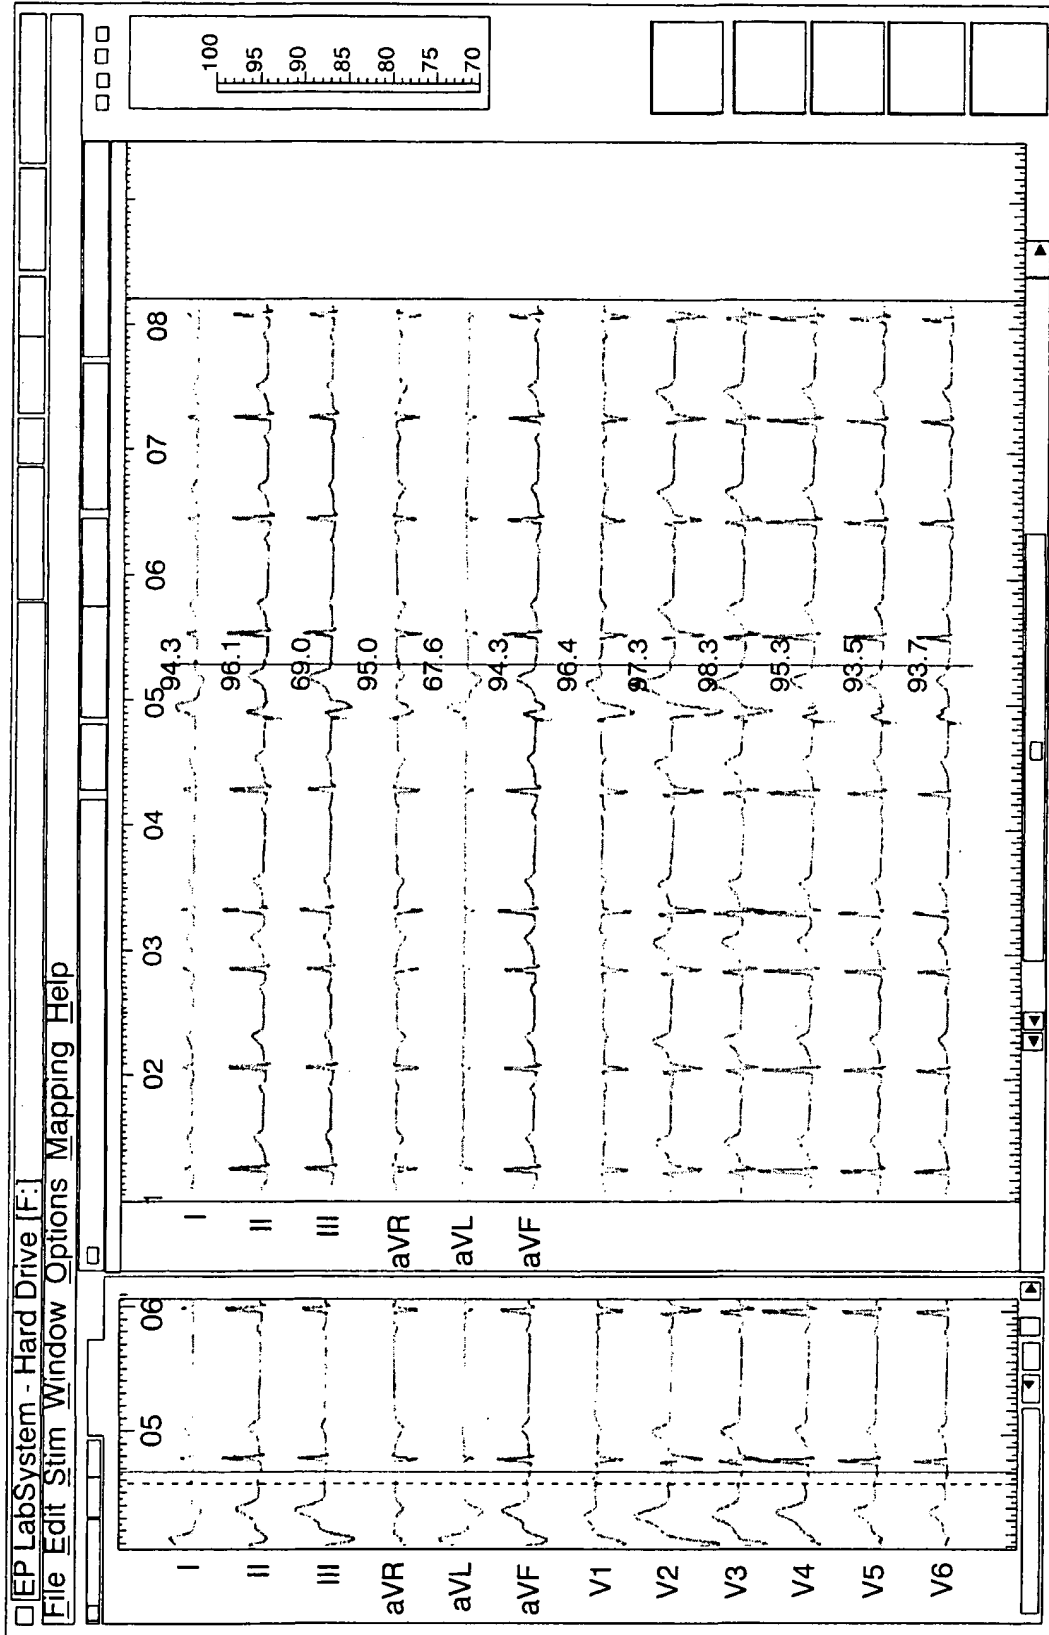 EP LabSystem - Hard Drive [F:]
File Edit Stim Window Options Mapping Help
05 06
I
II
III
aVR
aVL
aVF
V1
V2
V3
V4
V5
V6
1 02 03 04 05 06 07 08
I 94.3
II 96.1
III 69.0
aVR 95.0
aVL 67.6
aVF 94.3
96.4
97.3
98.3
95.3
93.5
93.7
100
95
90
85
80
75
70